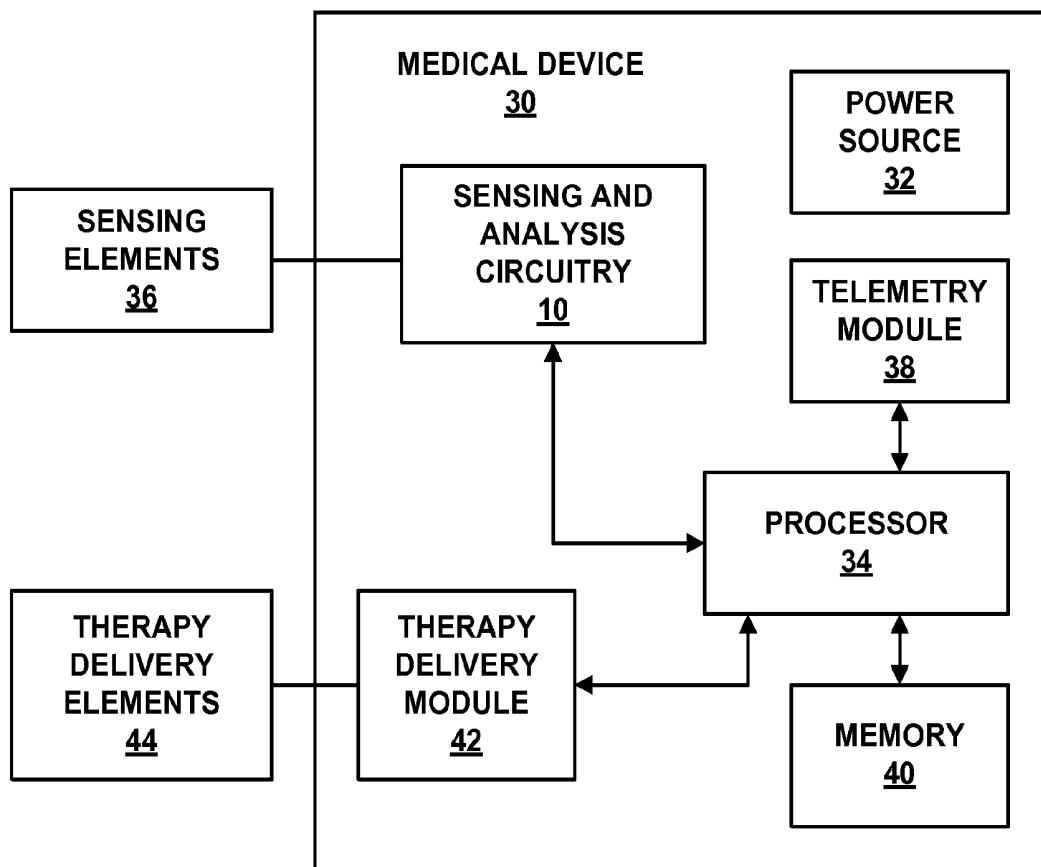 MEDICAL DEVICE
30
POWER
SOURCE
32
SENSING
ELEMENTS
36
SENSING AND
ANALYSIS
CIRCUITRY
10
TELEMETRY
MODULE
38
PROCESSOR
34
THERAPY
DELIVERY
ELEMENTS
44
THERAPY
DELIVERY
MODULE
42
MEMORY
40